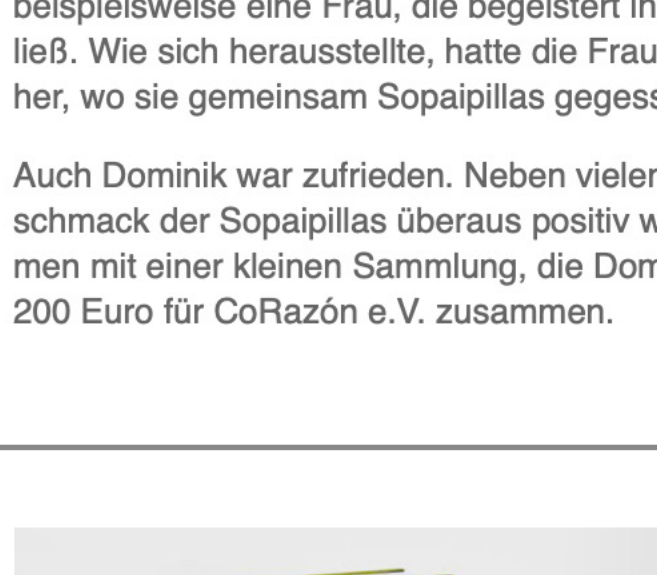 beispielsweise eine Frau, die begeistert in
ließ. Wie sich herausstellte, hatte die Frau
her, wo sie gemeinsam Sopaipillas gegess
Auch Dominik war zufrieden. Neben vieler
schmack der Sopaipillas überaus positiv w
men mit einer kleinen Sammlung, die Dom
200 Euro für CoRazón e.V. zusammen.